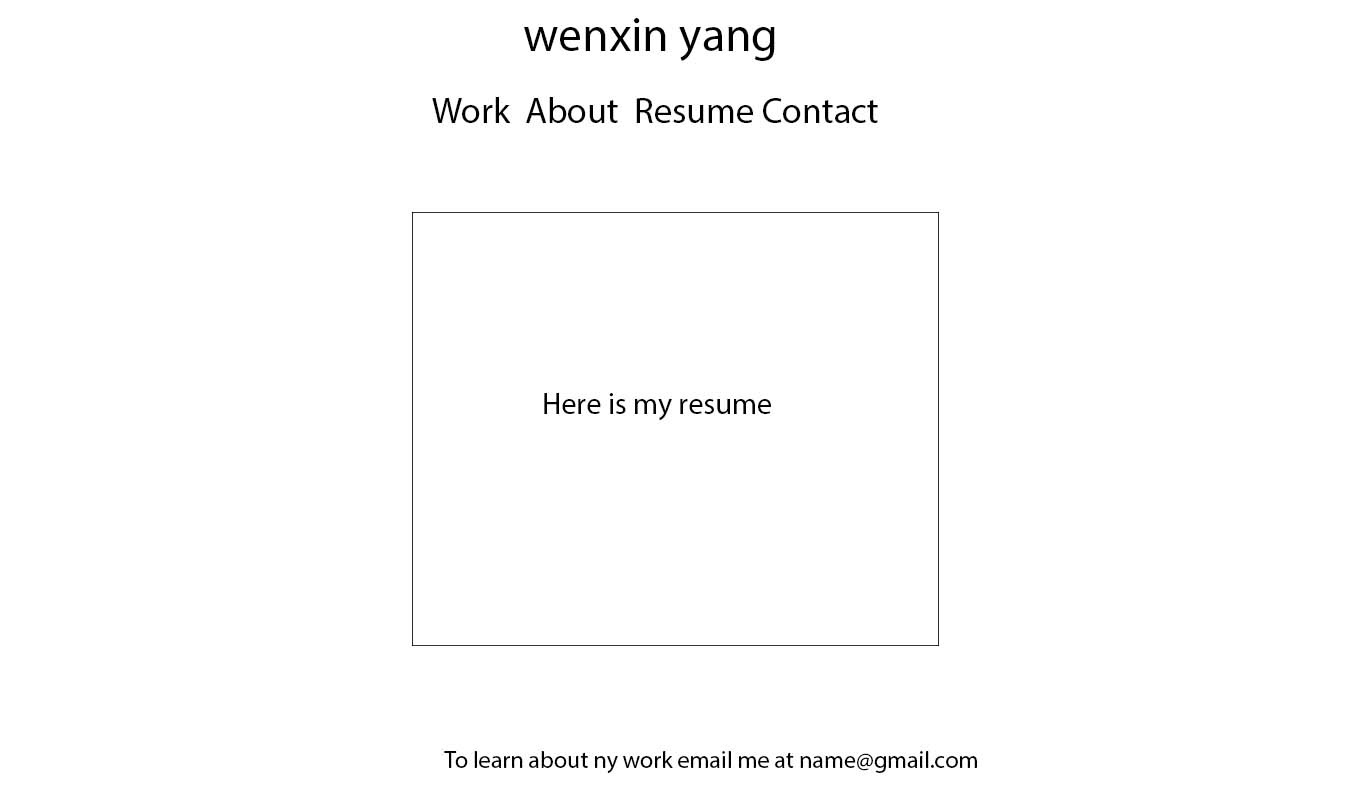 wenxin yang
Work About Resume Contact
Here is my resume
To learn about ny work email me at name@gmail.com